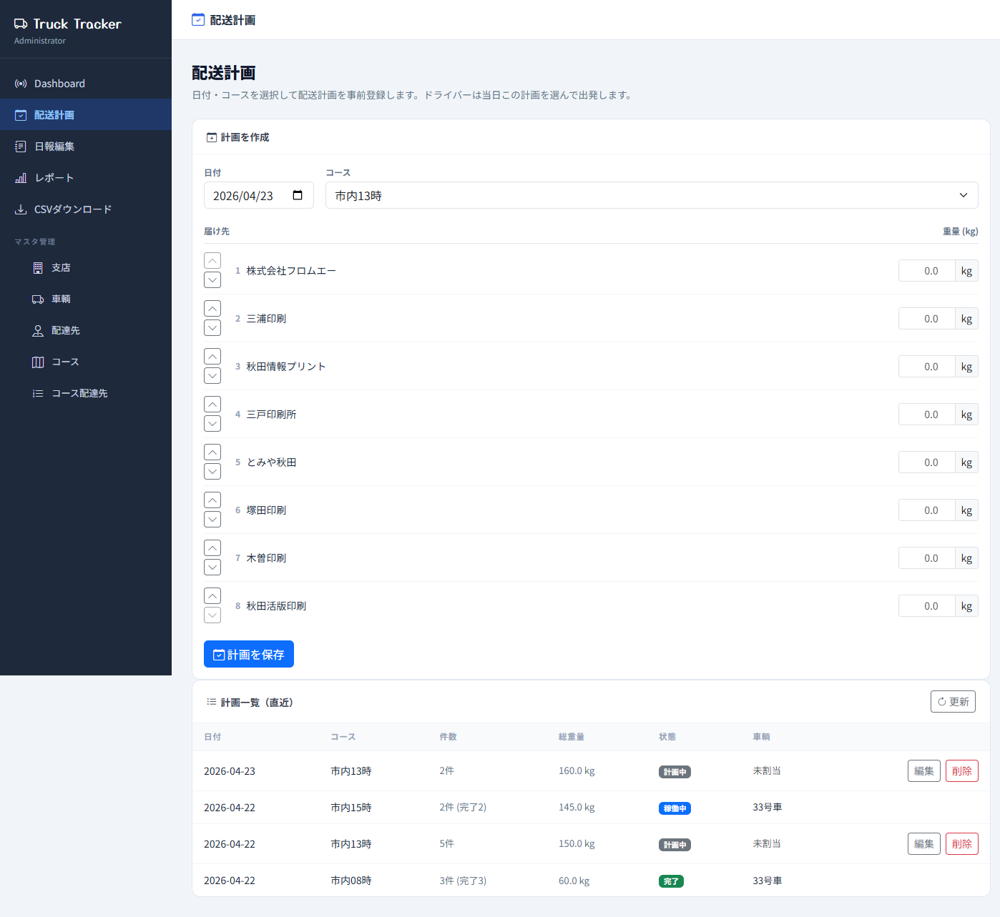 Truck Tracker
Administrator
Dashboard
配送計画
日報編集
レポート
CSVダウンロード
マスタ管理
支店
車輌
配達先
コース
コース配達先
配送計画
配送計画
日付・コースを選択して配送計画を事前登録します。ドライバーは当日この計画を選んで出発します。
計画を作成
日付 コース
2026/04/23 市内13時
届け先 重量 (kg)
1 株式会社フロムエー 0.0 kg
2 三浦印刷 0.0 kg
3 秋田情報プリント 0.0 kg
4 三戸印刷所 0.0 kg
5 とみや秋田 0.0 kg
6 塚田印刷 0.0 kg
7 木曽印刷 0.0 kg
8 秋田活版印刷 0.0 kg
計画を保存
計画一覧（直近） 更新
日付 コース 件数 総重量 状態 車輌
2026-04-23 市内13時 2件 160.0 kg 計画中 未割当 編集 削除
2026-04-22 市内15時 2件 (完了2) 145.0 kg 稼働中 33号車
2026-04-22 市内13時 5件 150.0 kg 計画中 未割当 編集 削除
2026-04-22 市内08時 3件 (完了3) 60.0 kg 完了 33号車